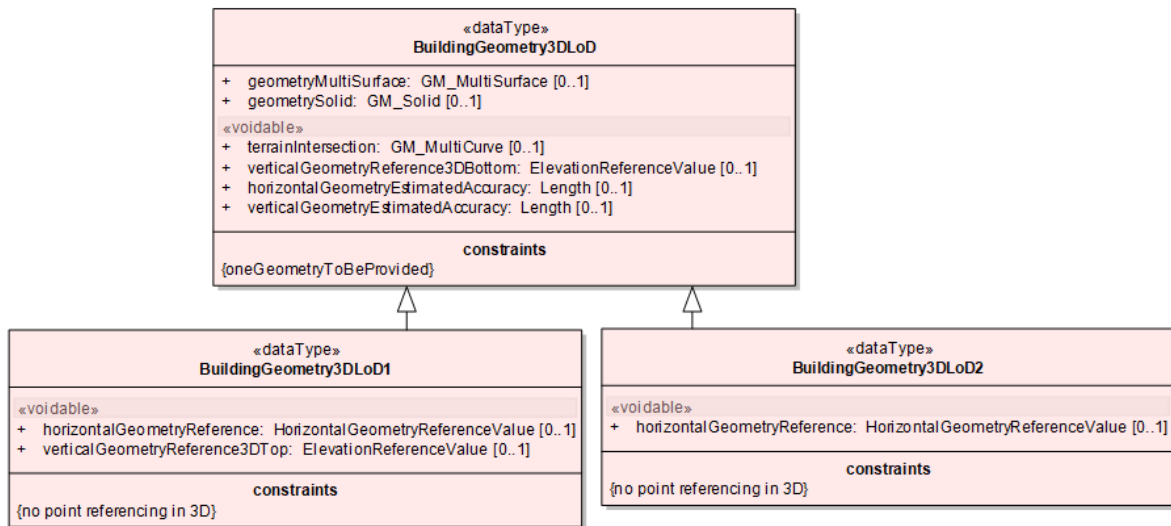 «dataType»
BuildingGeometry3DLoD
+ geometryMultiSurface: GM_MultiSurface [0..1]
+ geometrySolid: GM_Solid [0..1]
«voidable»
+ terrainIntersection: GM_MultiCurve [0..1]
+ verticalGeometryReference3DBottom: ElevationReferenceValue [0..1]
+ horizontalGeometryEstimatedAccuracy: Length [0..1]
+ verticalGeometryEstimatedAccuracy: Length [0..1]
constraints
{oneGeometryToBeProvided}
«dataType»
BuildingGeometry3DLoD1
«voidable»
+ horizontalGeometryReference: HorizontalGeometryReferenceValue [0..1]
+ verticalGeometryReference3DTop: ElevationReferenceValue [0..1]
constraints
{no point referencing in 3D}
«dataType»
BuildingGeometry3DLoD2
«voidable»
+ horizontalGeometryReference: HorizontalGeometryReferenceValue [0..1]
constraints
{no point referencing in 3D}